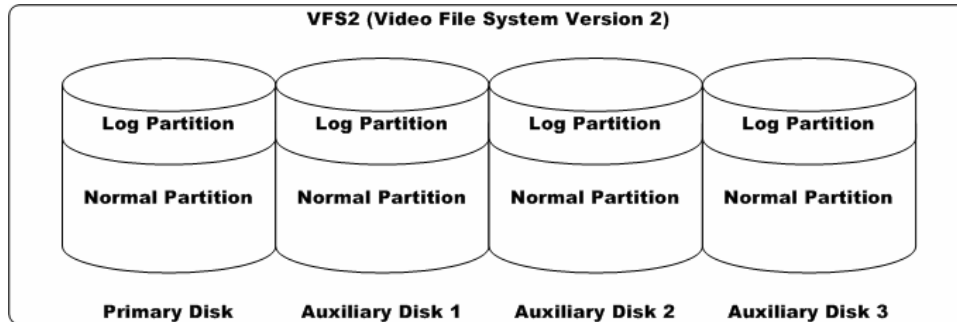 VFS2 (Video File System Version 2)
Log Partition Log Partition Log Partition Log Partition
Normal Partition Normal Partition Normal Partition Normal Partition
Primary Disk Auxiliary Disk 1 Auxiliary Disk 2 Auxiliary Disk 3